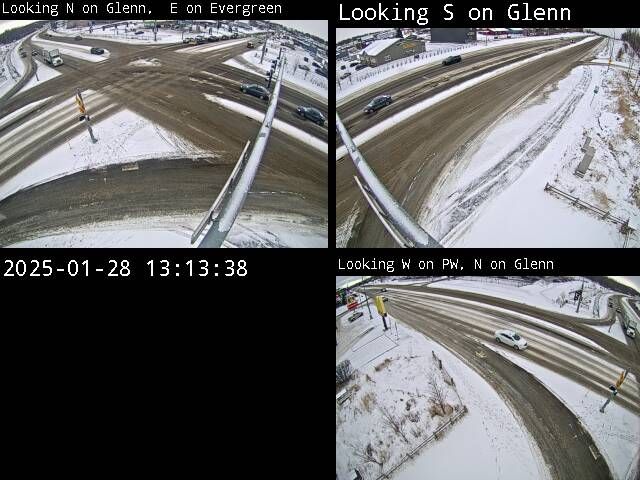 Looking N on Glenn,  E on Evergreen
Looking S on Glenn
2025-01-28 13:13:38
Looking W on PW, N on Glenn